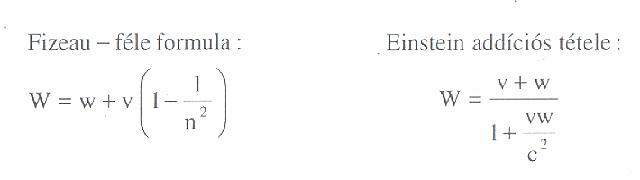 Fizeau – féle formula :
W = w + v ( 1 – 1 / n² )
Einstein addíciós tétele :
W = (v + w) / (1 + vw / c²)